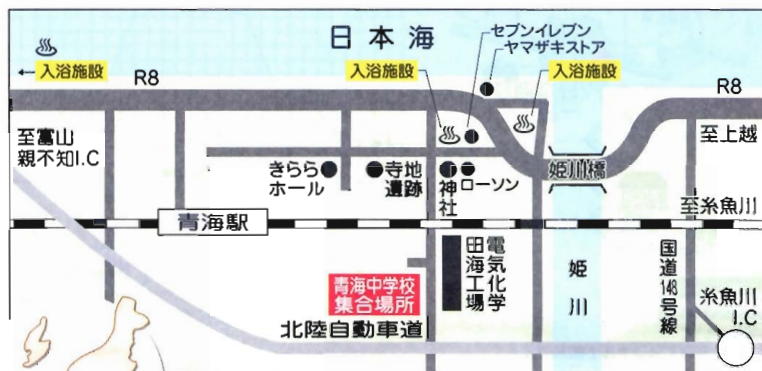 日本海
セブンイレブン
ヤマザキストア
←入浴施設
R8
入浴施設
入浴施設
R8
至富山
親不知I.C
至上越
きらら
ホール
寺地
遺跡
神社
ローソン
姫川橋
至糸魚川
青海駅
電気化学
田海工場
姫川
国道148号線
糸魚川
I.C
青海中学校
集合場所
北陸自動車道